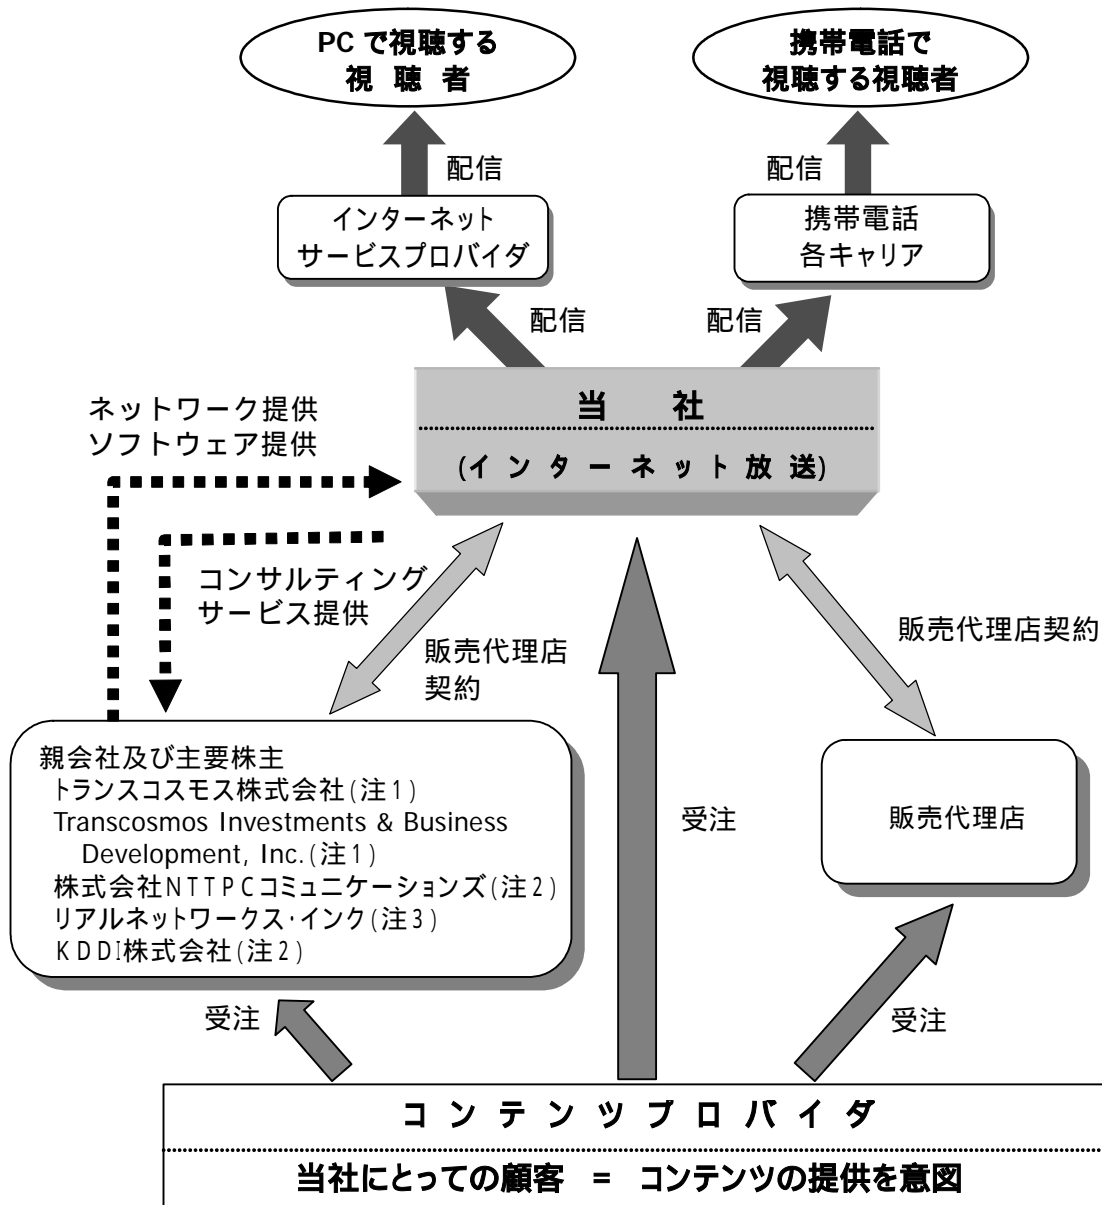 PCで視聴する
視 聴 者
携帯電話で
視聴する視聴者
配信
配信
インターネット
サービスプロバイダ
携帯電話
各キャリア
配信
配信
ネットワーク提供
ソフトウェア提供
当 社
(インターネット放送)
コンサルティング
サービス提供
販売代理店
契約
販売代理店契約
親会社及び主要株主
トランスコスモス株式会社(注1)
Transcosmos Investments & Business
Development, Inc.(注1)
株式会社NTTPCコミュニケーションズ(注2)
リアルネットワークス・インク(注3)
KDDI株式会社(注2)
受注
販売代理店
受注
受注
コンテンツプロバイダ
当社にとっての顧客 = コンテンツの提供を意図